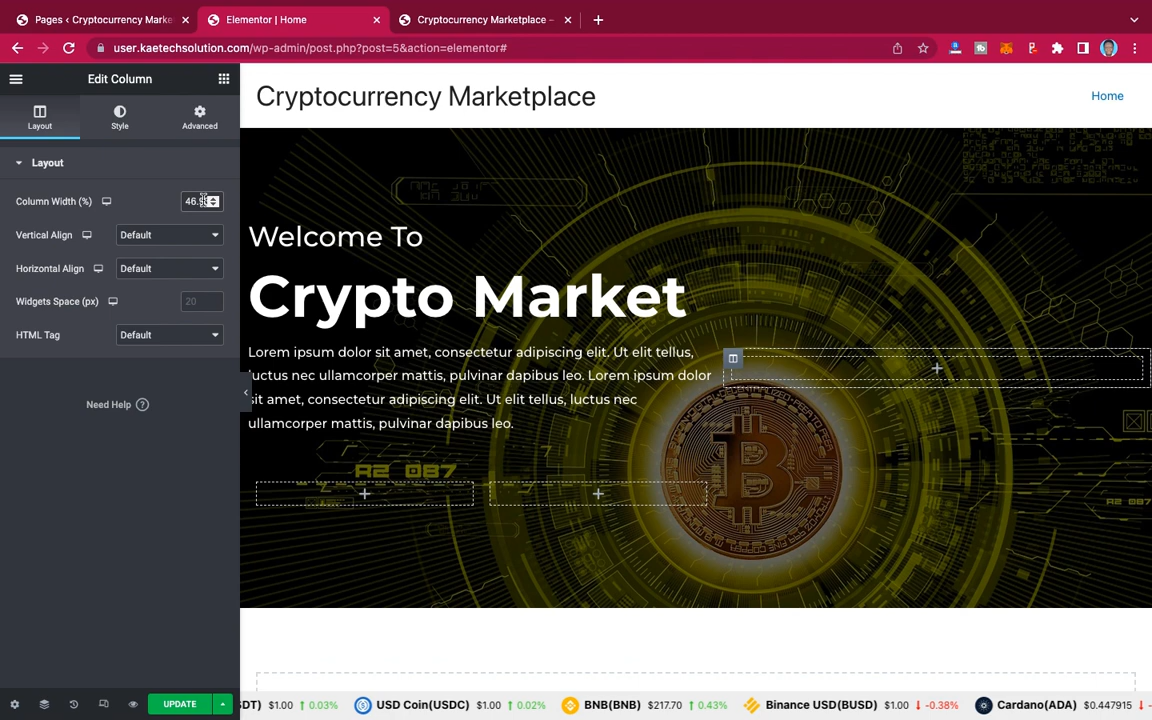 Pages < Cryptocurrency Marke
Elementor | Home
Cryptocurrency Marketplace –
user.kaetechsolution.com/wp-admin/post.php?post=5&action=elementor#
Edit Column
Layout
Style
Advanced
Layout
Column Width (%)
46.
Vertical Align
Default
Horizontal Align
Default
Widgets Space (px)
20
HTML Tag
Default
Need Help
UPDATE
Cryptocurrency Marketplace
Home
Welcome To
Crypto Market
Lorem ipsum dolor sit amet, consectetur adipiscing elit. Ut elit tellus,
luctus nec ullamcorper mattis, pulvinar dapibus leo. Lorem ipsum dolor
sit amet, consectetur adipiscing elit. Ut elit tellus, luctus nec
ullamcorper mattis, pulvinar dapibus leo.
A2 087
DT) $1.00 ↑ 0.03% USD Coin(USDC) $1.00 ↑ 0.02% BNB(BNB) $217.70 ↑ 0.43% Binance USD(BUSD) $1.00 ↓ -0.38% Cardano(ADA) $0.447915 ↓ -